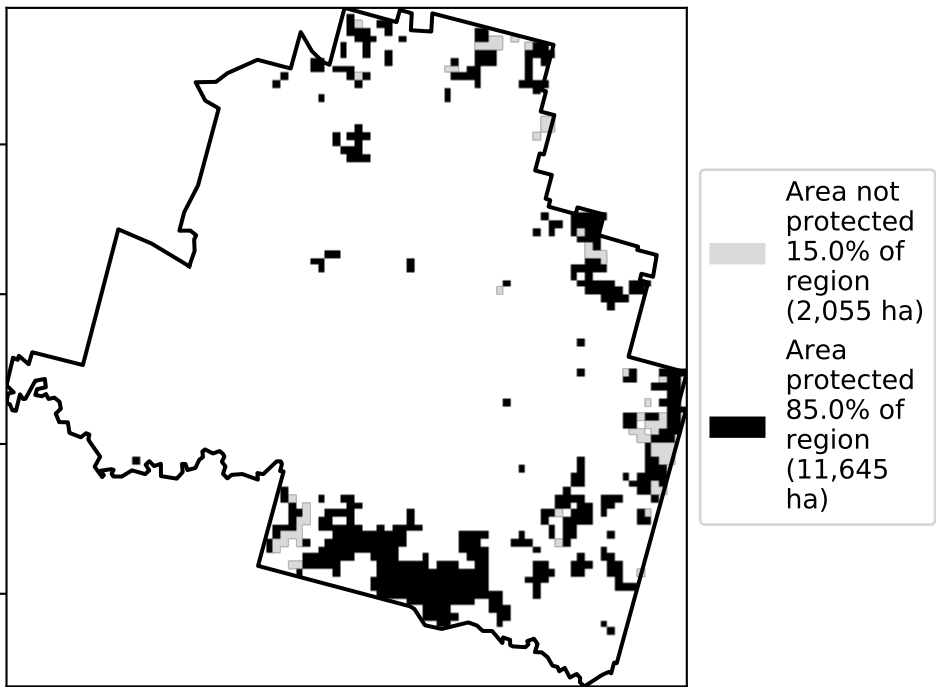 Area not
protected
15.0% of
region
(2,055 ha)
Area
protected
85.0% of
region
(11,645
ha)